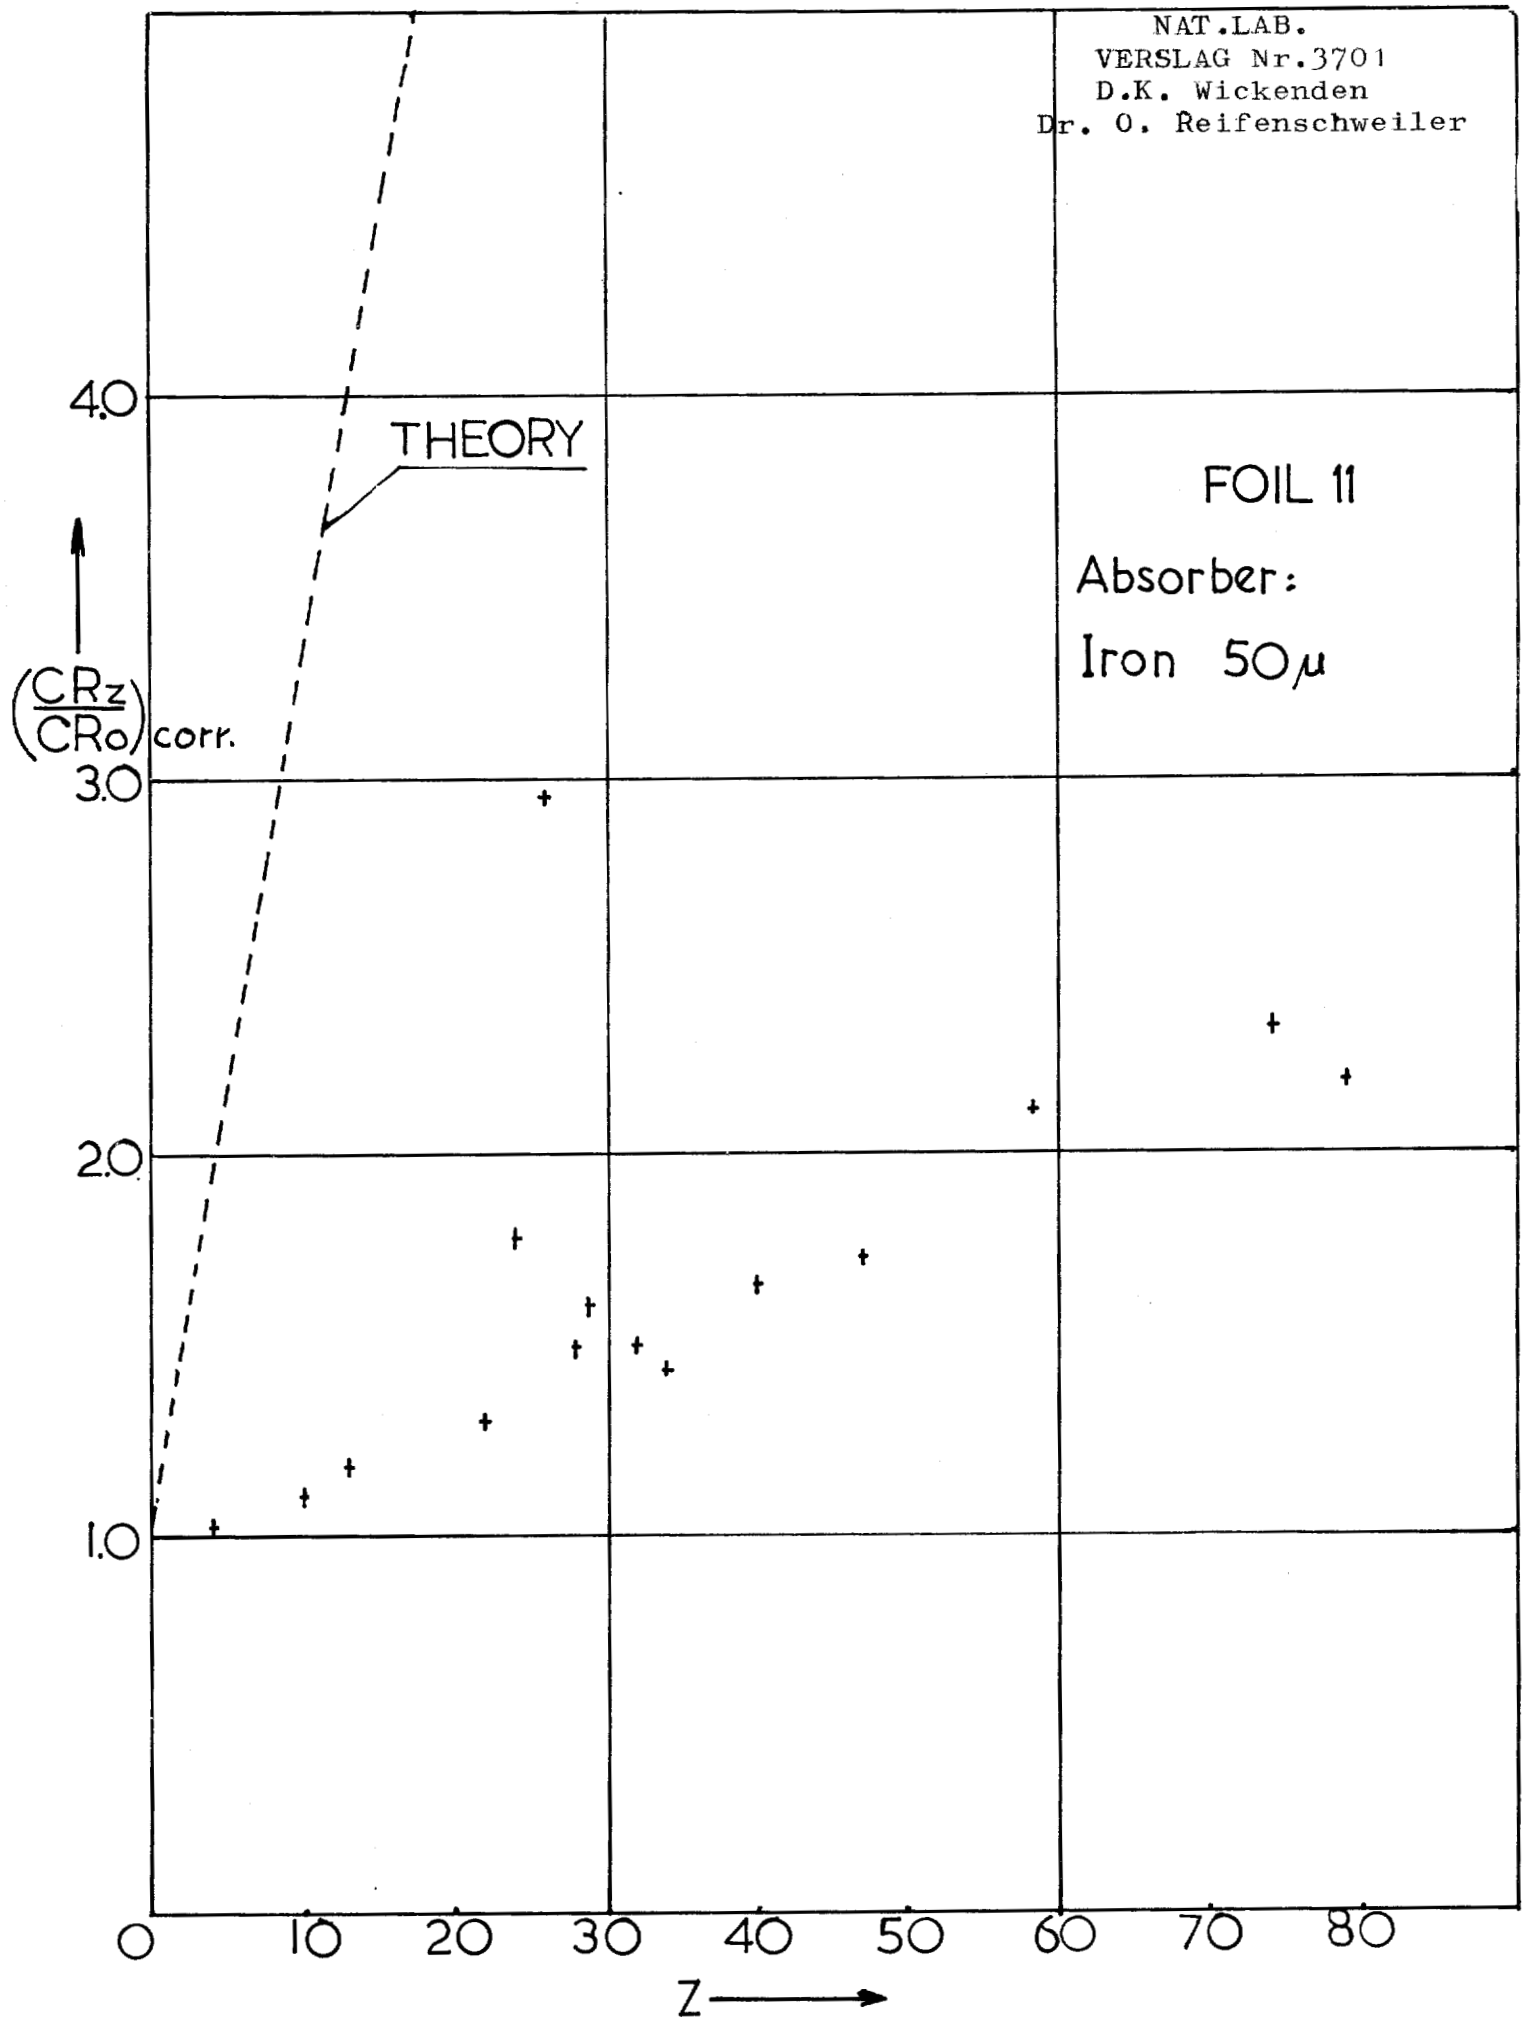 NAT.LAB.
VERSLAG Nr.3701
D.K. Wickenden
Dr. O. Reifenschweiler
4.0
THEORY
FOIL 11
Absorber:
Iron 50μ
(CRz/CRo) corr.
3.0
2.0
1.0
0 10 20 30 40 50 60 70 80
Z